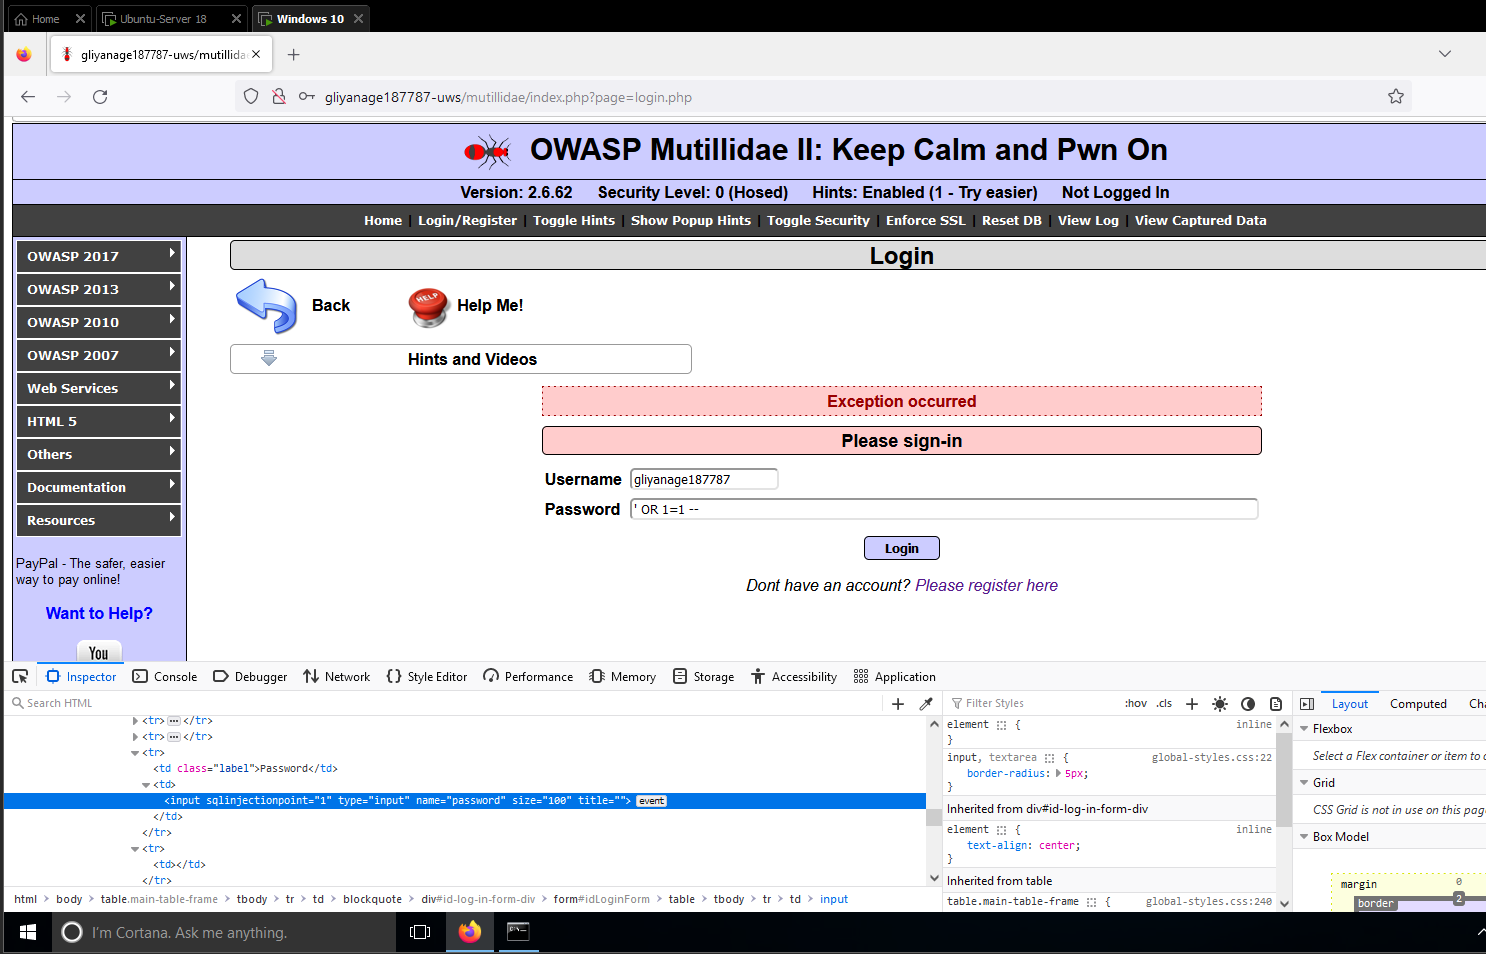 Home
Ubuntu-Server 18
Windows 10
gliyanage187787-uws/mutillida
gliyanage187787-uws/mutillidae/index.php?page=login.php
OWASP Mutillidae II: Keep Calm and Pwn On
Version: 2.6.62 Security Level: 0 (Hosed) Hints: Enabled (1 - Try easier) Not Logged In
Home | Login/Register | Toggle Hints | Show Popup Hints | Toggle Security | Enforce SSL | Reset DB | View Log | View Captured Data
OWASP 2017
OWASP 2013
OWASP 2010
OWASP 2007
Web Services
HTML 5
Others
Documentation
Resources
PayPal - The safer, easier
way to pay online!
Want to Help?
You
Login
Back
HELP
Help Me!
Hints and Videos
Exception occurred
Please sign-in
Username gliyanage187787
Password ' OR 1=1 --
Login
Dont have an account? Please register here
Inspector Console Debugger Network Style Editor Performance Memory Storage Accessibility Application
Search HTML
<tr> ••• </tr>
<tr> ••• </tr>
<tr>
<td class="label">Password</td>
<td>
<input sqlinjectionpoint="1" type="input" name="password" size="100" title=""> event
</td>
</tr>
<tr>
<td></td>
</tr>
html > body > table.main-table-frame > tbody > tr > td > blockquote > div#id-log-in-form-div > form#idLoginForm > table > tbody > tr > td > input
Filter Styles :hov .cls
element { inline
}
input, textarea { global-styles.css:22
border-radius: 5px;
}
Inherited from div#id-log-in-form-div
element { inline
text-align: center;
}
Inherited from table
table.main-table-frame { global-styles.css:240
Layout Computed Cha
Flexbox
Select a Flex container or item to c
Grid
CSS Grid is not in use on this page
Box Model
margin 0
border 2
I'm Cortana. Ask me anything.